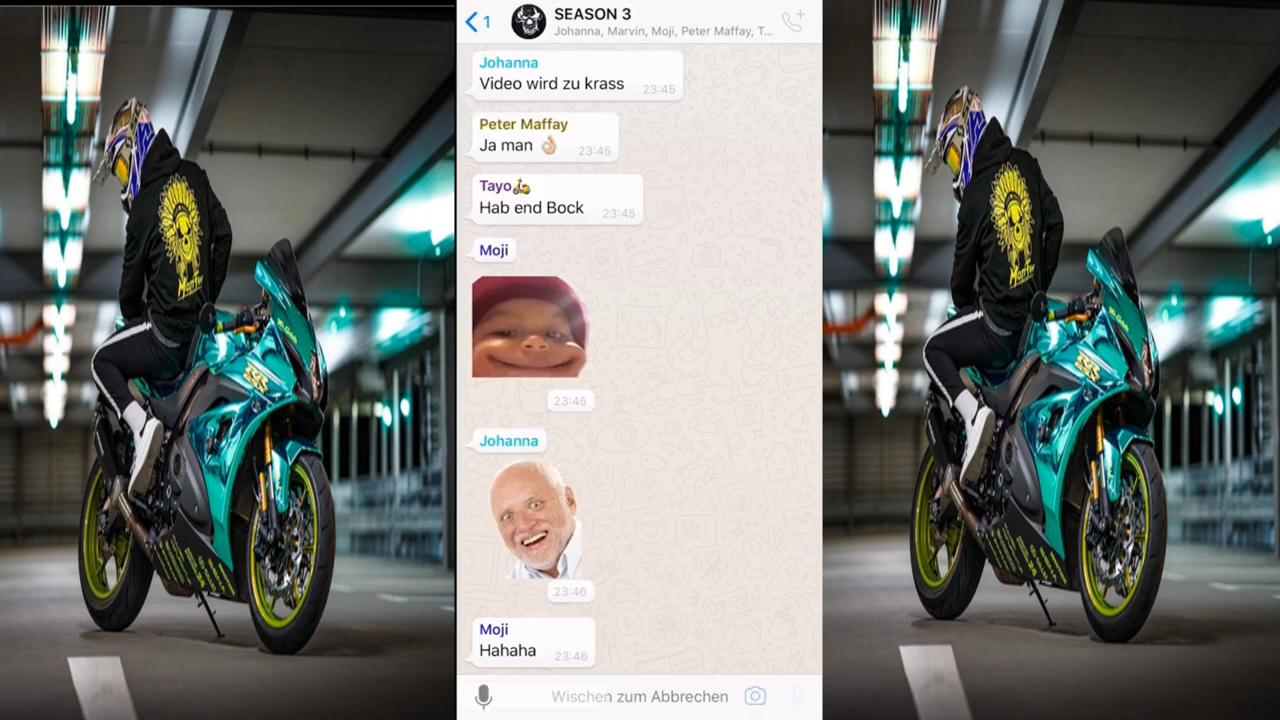 1
SEASON 3
Johanna, Marvin, Moji, Peter Maffay, T...
Johanna
Video wird zu krass 23:45
Peter Maffay
Ja man 👌🏼 23:45
Tayo🛵
Hab end Bock 23:45
Moji
23:45
Johanna
23:46
Moji
Hahaha 23:46
Wischen zum Abbrechen